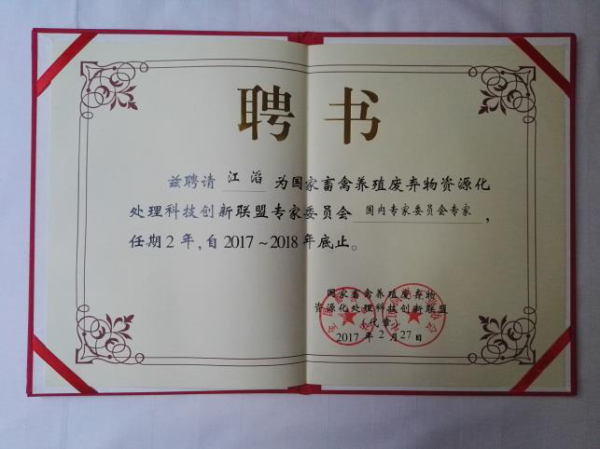 聘书
兹聘请 江滔 为国家畜禽养殖废弃物资源化
处理科技创新联盟专家委员会 国内专家委员会专家，
任期2年，自2017~2018年底止。
国家畜禽养殖废弃物
资源化处理科技创新联盟
（代章）
2017年2月27日